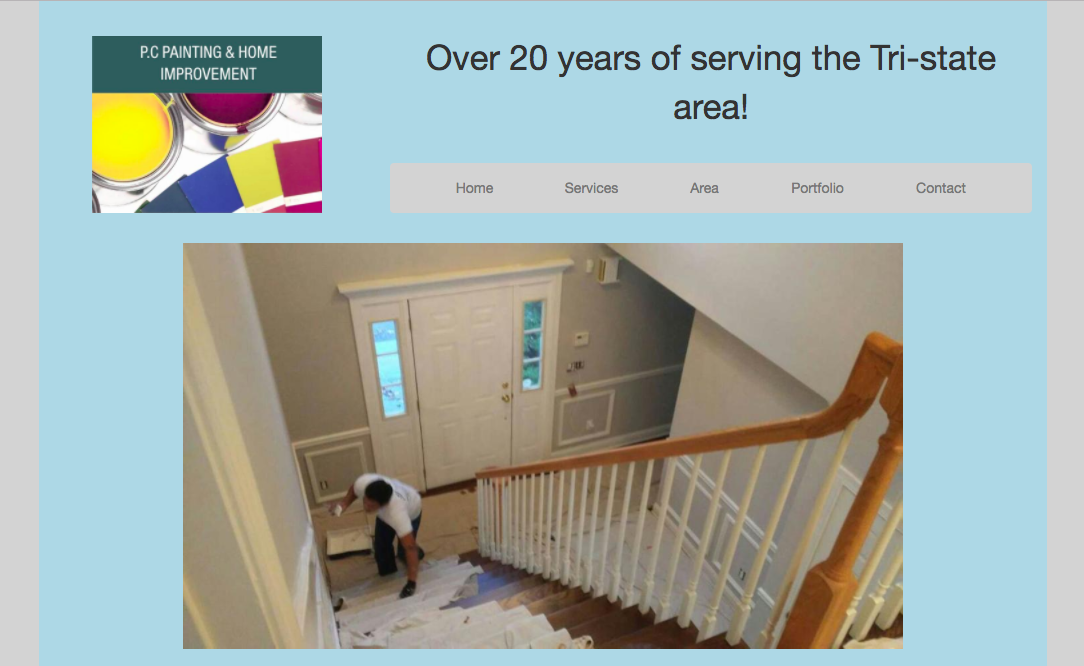 P.C PAINTING & HOME
IMPROVEMENT
Over 20 years of serving the Tri-state
area!
Home Services Area Portfolio Contact